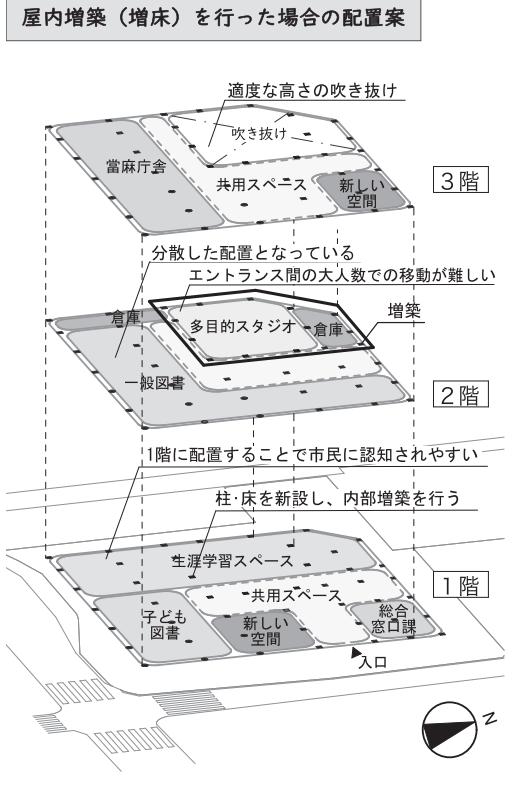 屋内増築（増床）を行った場合の配置案
適度な高さの吹き抜け
吹き抜け
當麻庁舎
共用スペース
新しい
空間
3階
分散した配置となっている
エントランス間の大人数での移動が難しい
増築
倉庫
多目的スタジオ
倉庫
一般図書
2階
1階に配置することで市民に認知されやすい
柱・床を新設し、内部増築を行う
生涯学習スペース
共用スペース
1階
子ども
図書
新しい
空間
総合
窓口課
入口
N